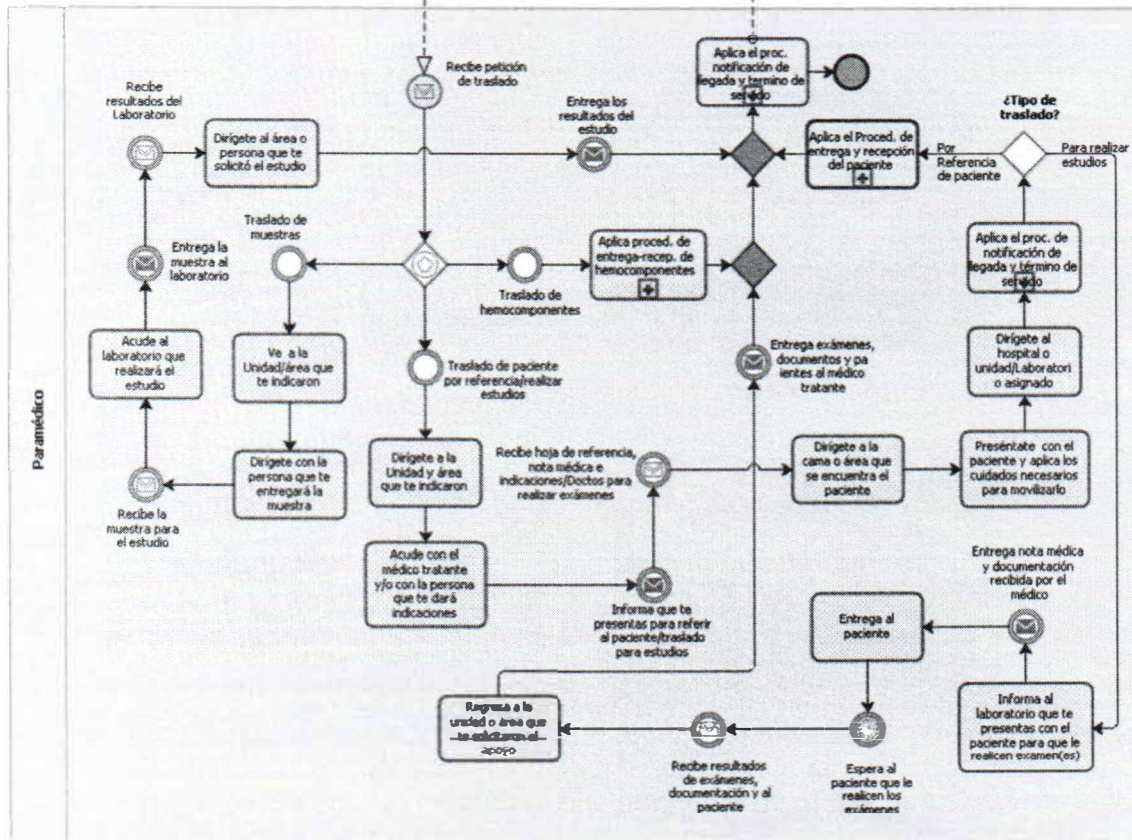 Paramédico
Recibe petición
de traslado
Aplica el proc.
notificación de
llegada y termino de
servicio
Recibe
resultados del
Laboratorio
Dirígete al área o
persona que te
solicitó el estudio
Entrega los
resultados del
estudio
Aplica el Proced. de
entrega y recepción
del paciente
¿Tipo de
traslado?
Por
Referencia
de paciente
Para realizar
estudios
Traslado de
muestras
Entrega la
muestra al
laboratorio
Aplica proced. de
entrega-recep. de
hemocomponentes
Traslado de
hemocomponentes
Aplica el proc. de
notificación de
llegada y término de
servicio
Acude al
laboratorio que
realizará el
estudio
Ve a la
Unidad/área que
te indicaron
Traslado de paciente
por referencia/realizar
estudios
Entrega exámenes,
documentos y pa
ientes al médico
tratante
Dirígete al
hospital o
unidad/Laboratori
o asignado
Recibe la
muestra para
el estudio
Dirígete con la
persona que te
entregará la
muestra
Dirígete a la
Unidad y área
que te indicaron
Recibe hoja de referencia,
nota médica e
indicaciones/Doctos para
realizar exámenes
Dirígete a la
cama o área que
se encuentra el
paciente
Preséntate con el
paciente y aplica los
cuidados necesarios
para movilizarlo
Acude con el
médico tratante
y/o con la persona
que te dará
indicaciones
Informa que te
presentas para referir
al paciente/traslado
para estudios
Entrega nota médica
y documentación
recibida por el
médico
Entrega al
paciente
Informa al
laboratorio que te
presentas con el
paciente para que le
realicen examen(es)
Regresa a la
unidad o área que
te solicitaron el
apoyo
Recibe resultados
de exámenes,
documentación y al
paciente
Espera al
paciente que le
realicen los
exámenes